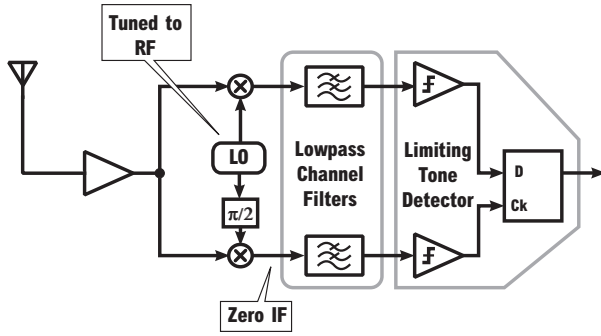 Tuned to
RF
LO
π/2
Zero IF
Lowpass
Channel
Filters
Limiting
Tone
Detector
D
Ck